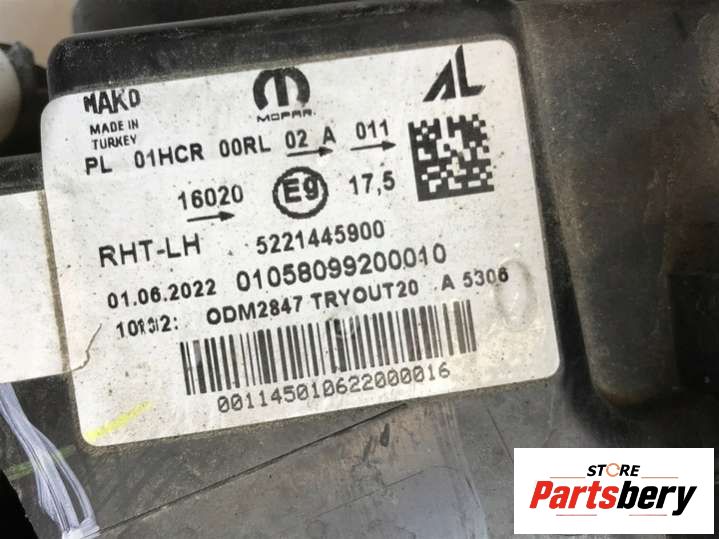 MAKO
MADE IN
TURKEY
MOPAR
AL
PL 01HCR 00RL 02 A 011
16020 E9 17,5
RHT-LH 5221445900
01.06.2022 01058099200010
ODM2847 TRYOUT20 A 5306
001145010622000016
STORE
Partsbery